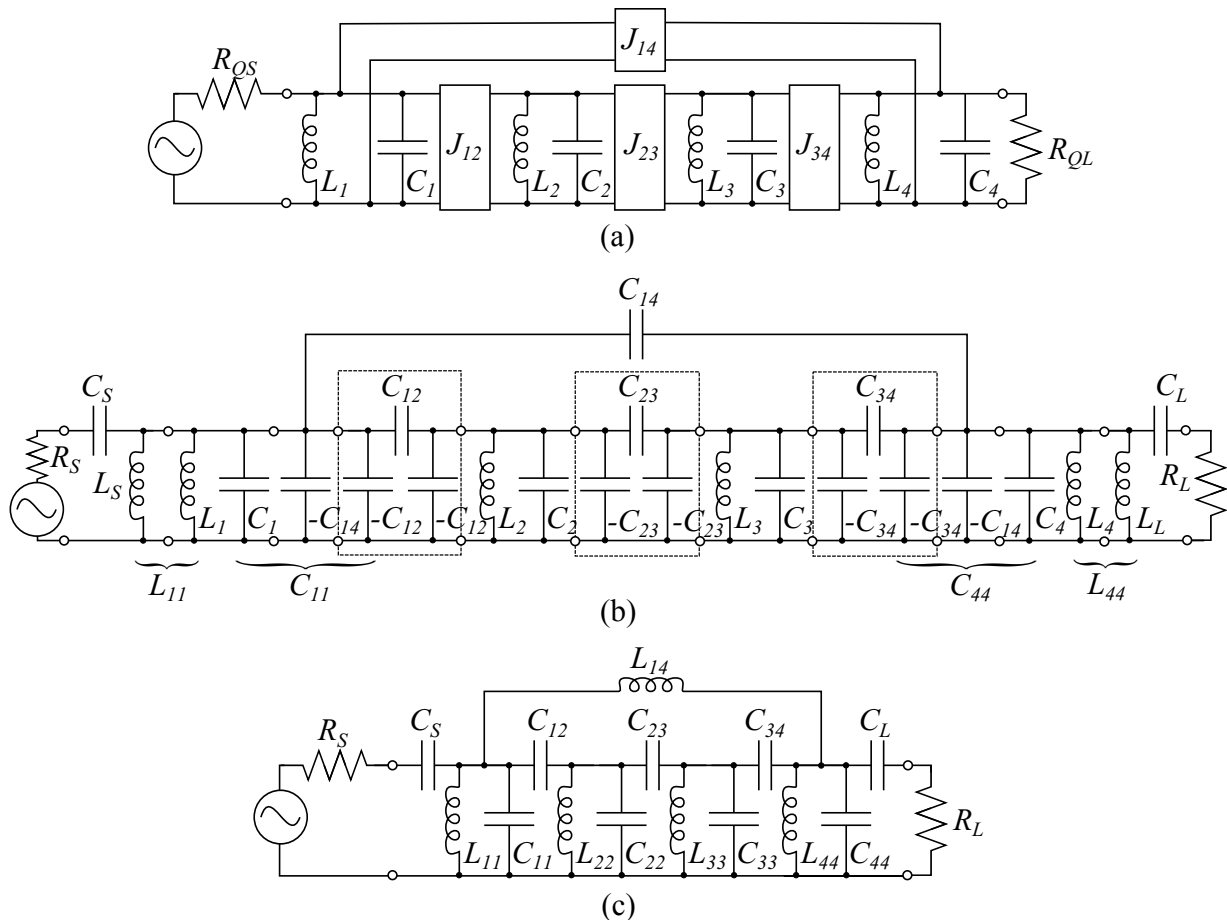 J14
RQS
L1 C1 J12 L2 C2 J23 L3 C3 J34 L4 C4 RQL
(a)
C14
CS C12 C23 C34 CL
RS LS L1 C1 -C14 -C12 -C12 L2 C2 -C23 -C23 L3 C3 -C34 -C34 -C14 C4 L4 LL RL
L11 C11 C44 L44
(b)
L14
RS CS C12 C23 C34 CL
L11 C11 L22 C22 L33 C33 L44 C44 RL
(c)